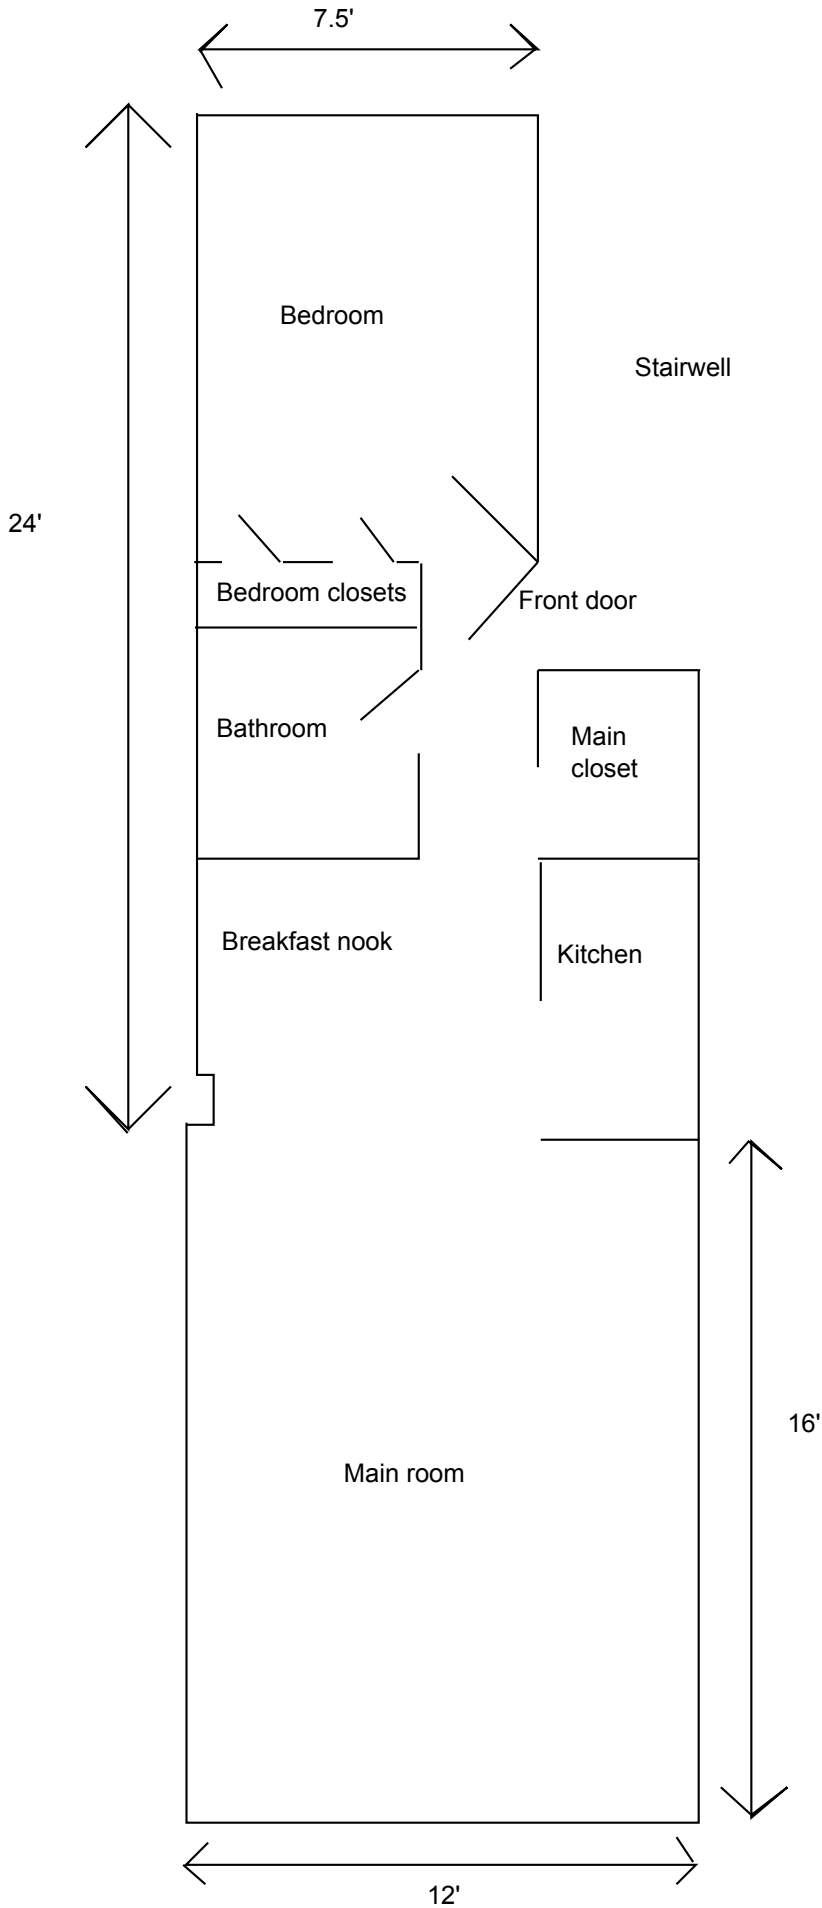 7.5'
Bedroom
Stairwell
24'
Bedroom closets
Front door
Bathroom
Main
closet
Breakfast nook
Kitchen
16'
Main room
12'